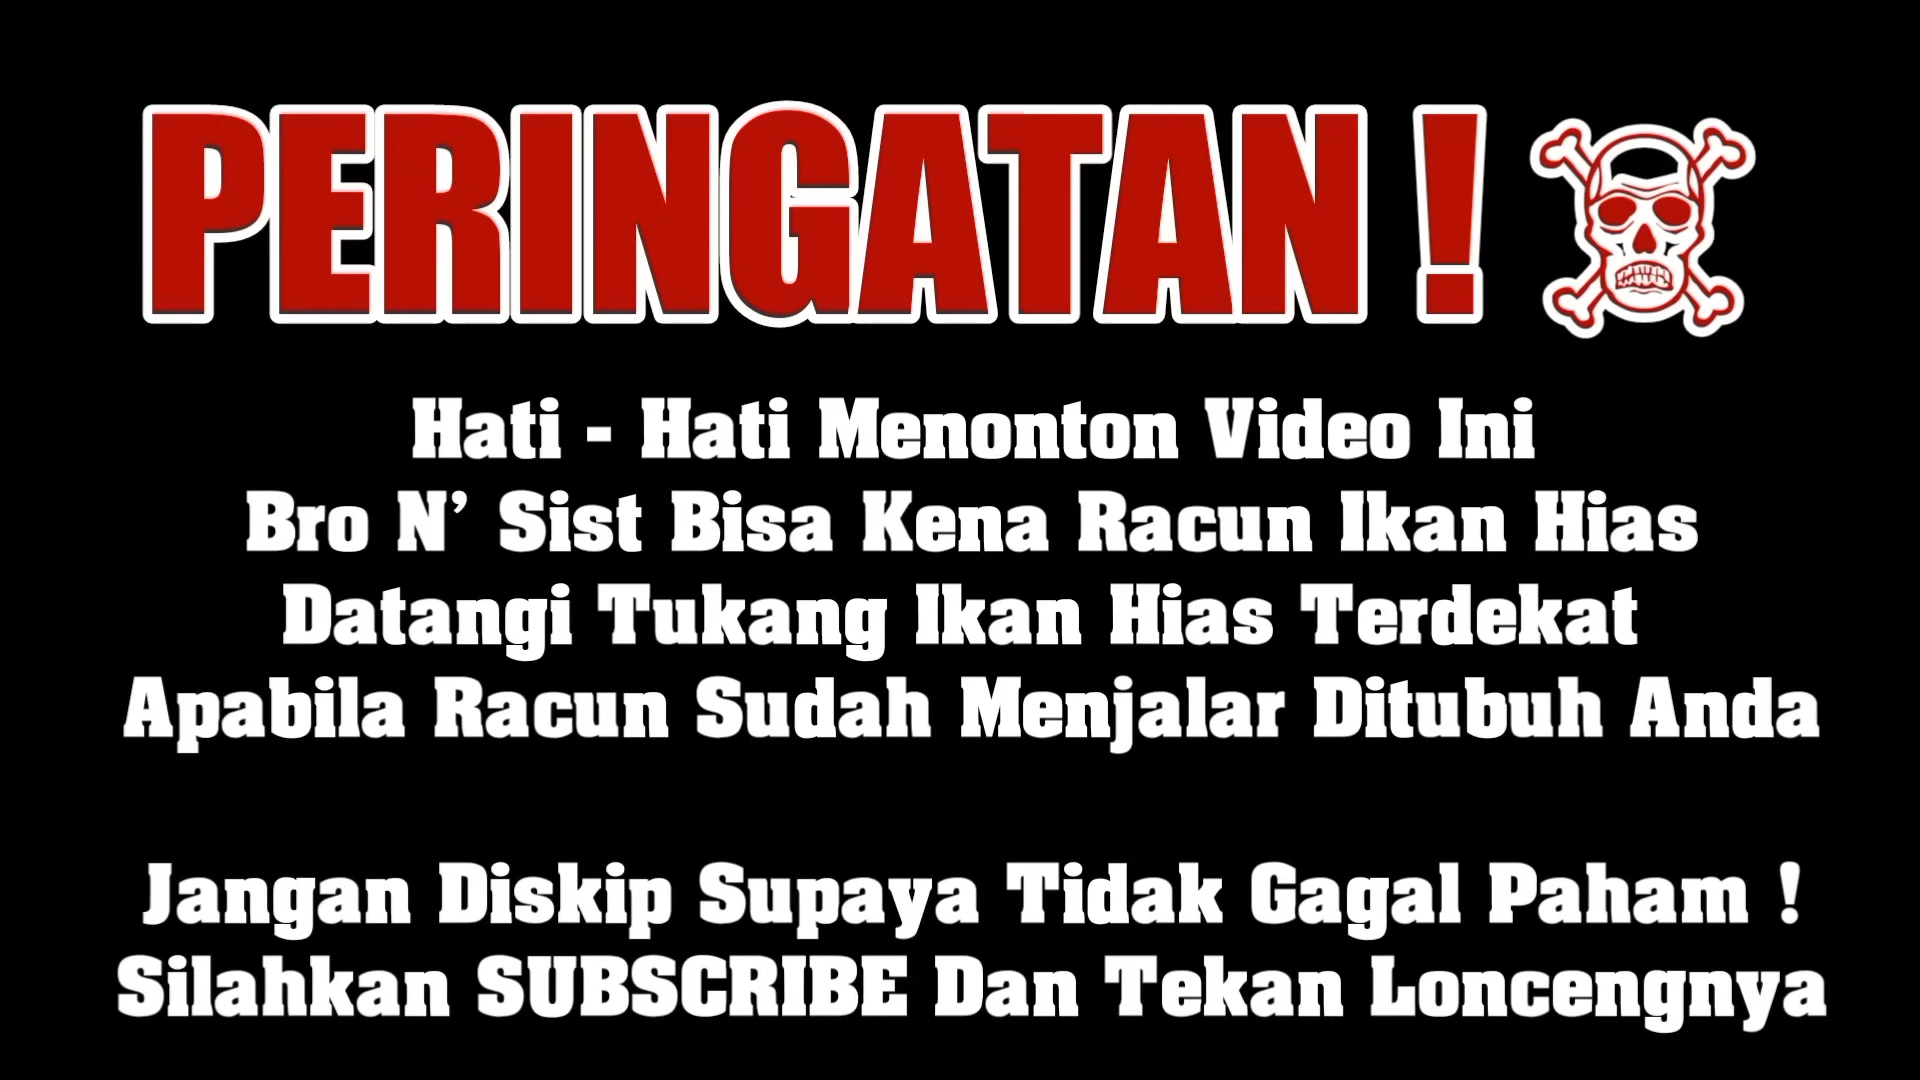 PERINGATAN !
Hati - Hati Menonton Video Ini
Bro N’ Sist Bisa Kena Racun Ikan Hias
Datangi Tukang Ikan Hias Terdekat
Apabila Racun Sudah Menjalar Ditubuh Anda
Jangan Diskip Supaya Tidak Gagal Paham !
Silahkan SUBSCRIBE Dan Tekan Loncengnya